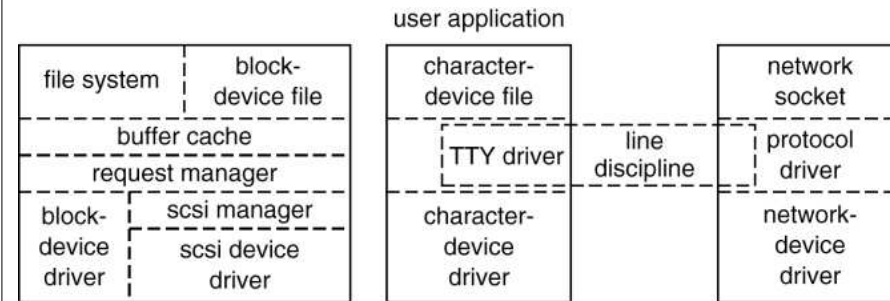 user application
file system
block-
device file
buffer cache
request manager
block-
device
driver
scsi manager
scsi device
driver
character-
device file
TTY driver
character-
device
driver
line
discipline
network
socket
protocol
driver
network-
device
driver